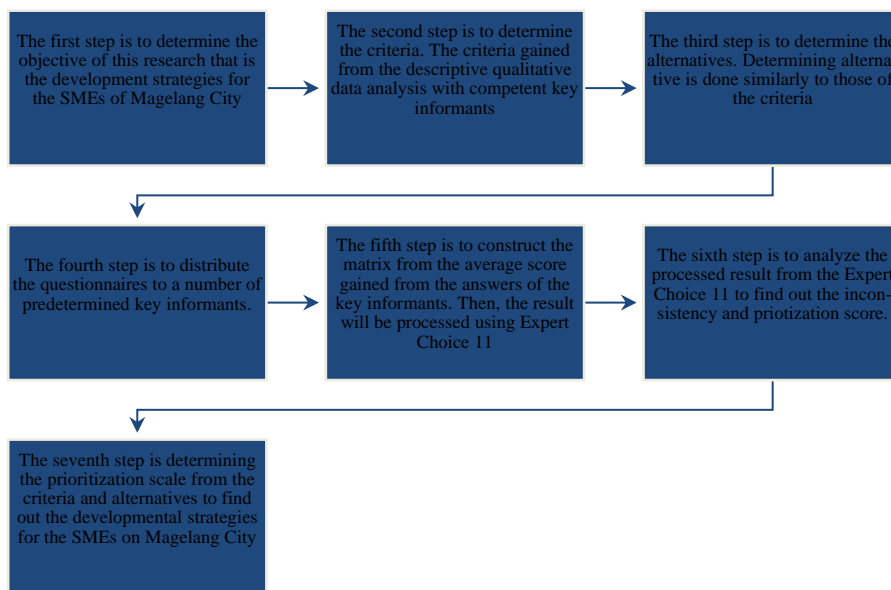 The first step is to determine the
objective of this research that is
the development strategies for
the SMEs of Magelang City
The second step is to determine
the criteria. The criteria gained
from the descriptive qualitative
data analysis with competent key
informants
The third step is to determine the
alternatives. Determining alterna-
tive is done similarly to those of
the criteria
The fourth step is to distribute
the questionnaires to a number of
predetermined key informants.
The fifth step is to construct the
matrix from the average score
gained from the answers of the
key informants. Then, the result
will be processed using Expert
Choice 11
The sixth step is to analyze the
processed result from the Expert
Choice 11 to find out the incon-
sistency and priotization score.
The seventh step is determining
the prioritization scale from the
criteria and alternatives to find
out the developmental strategies
for the SMEs on Magelang City